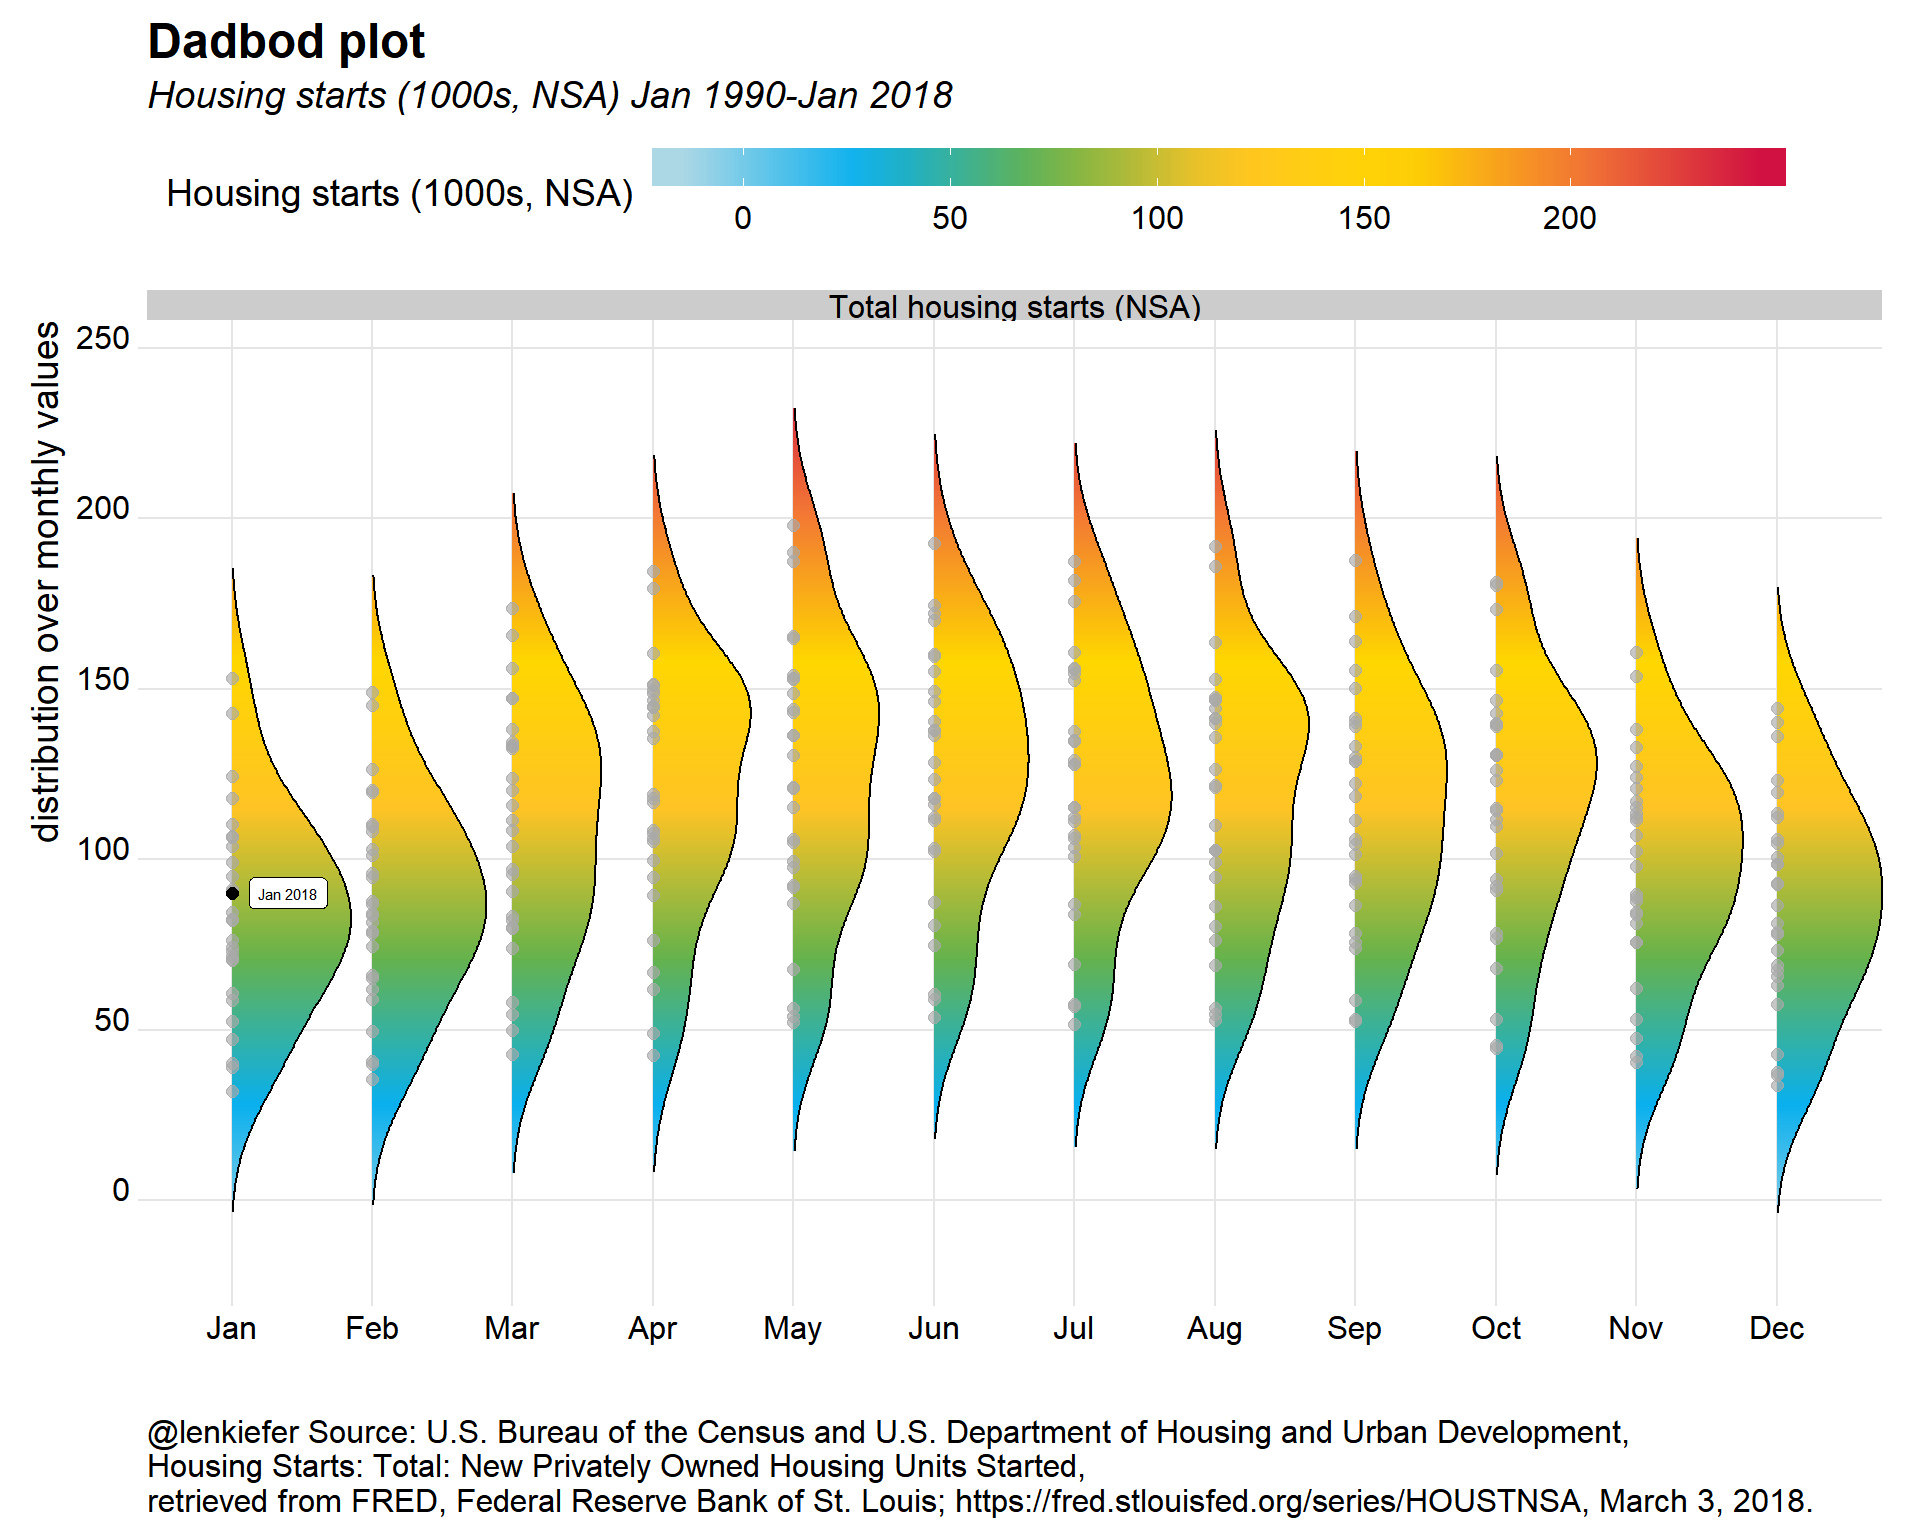 Dadbod plot
Housing starts (1000s, NSA) Jan 1990-Jan 2018
Housing starts (1000s, NSA)
0 50 100 150 200
Total housing starts (NSA)
distribution over monthly values
250
200
150
100
50
0
Jan 2018
Jan Feb Mar Apr May Jun Jul Aug Sep Oct Nov Dec
@lenkiefer Source: U.S. Bureau of the Census and U.S. Department of Housing and Urban Development,
Housing Starts: Total: New Privately Owned Housing Units Started,
retrieved from FRED, Federal Reserve Bank of St. Louis; https://fred.stlouisfed.org/series/HOUSTNSA, March 3, 2018.